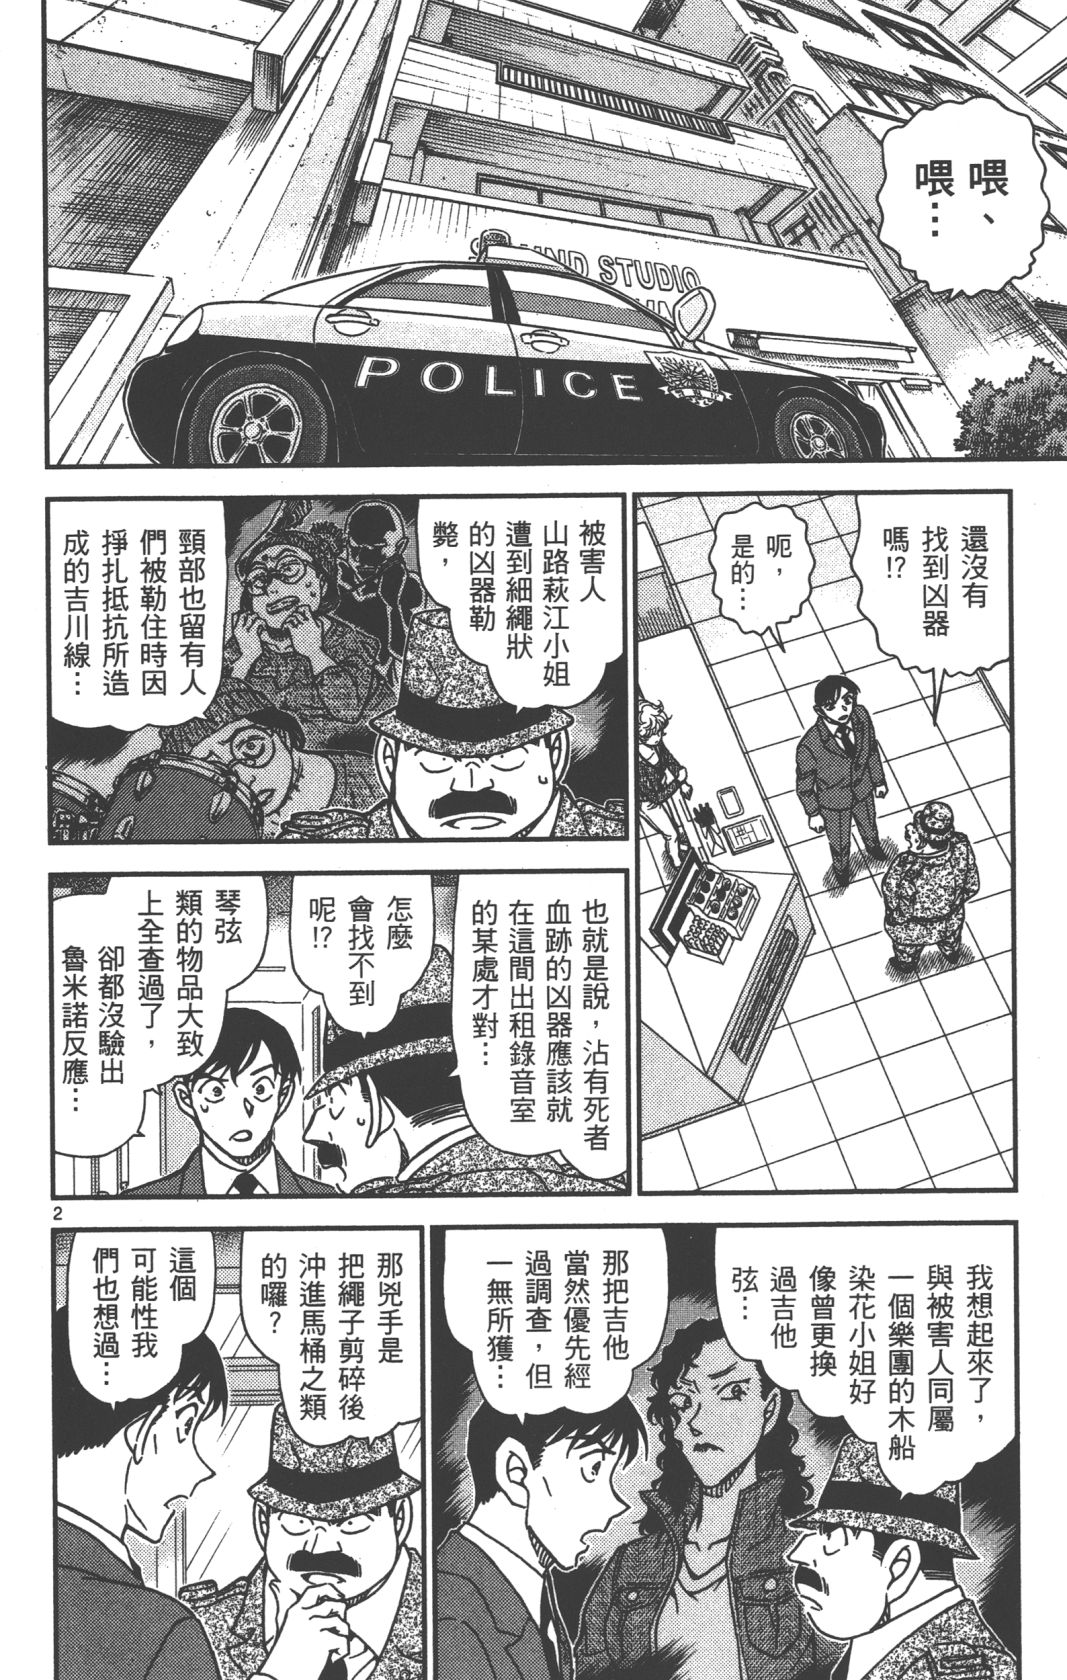 喂、
喂…
SOUND STUDIO
POLICE
還沒有
找到凶器
嗎!?
呃，
是的…
被害人
山路萩江小姐
遭到細繩狀
的凶器勒
斃，
頸部也留有人
們被勒住時因
掙扎抵抗所造
成的吉川線…
也就是說，沾有死者
血跡的凶器應該就
在這間出租錄音室
的某處才對…
怎麼
會找不到
呢!?
琴弦
類的物品大致
上全查過了，
卻都沒驗出
魯米諾反應…
2
我想起來了，
與被害人同屬
一個樂團的木船
染花小姐好
像曾更換
過吉他
弦…
那把吉他
當然優先經
過調查，但
一無所獲…
那兇手是
把繩子剪碎後
沖進馬桶之類
的囉？
這個
可能性我
們也想過…